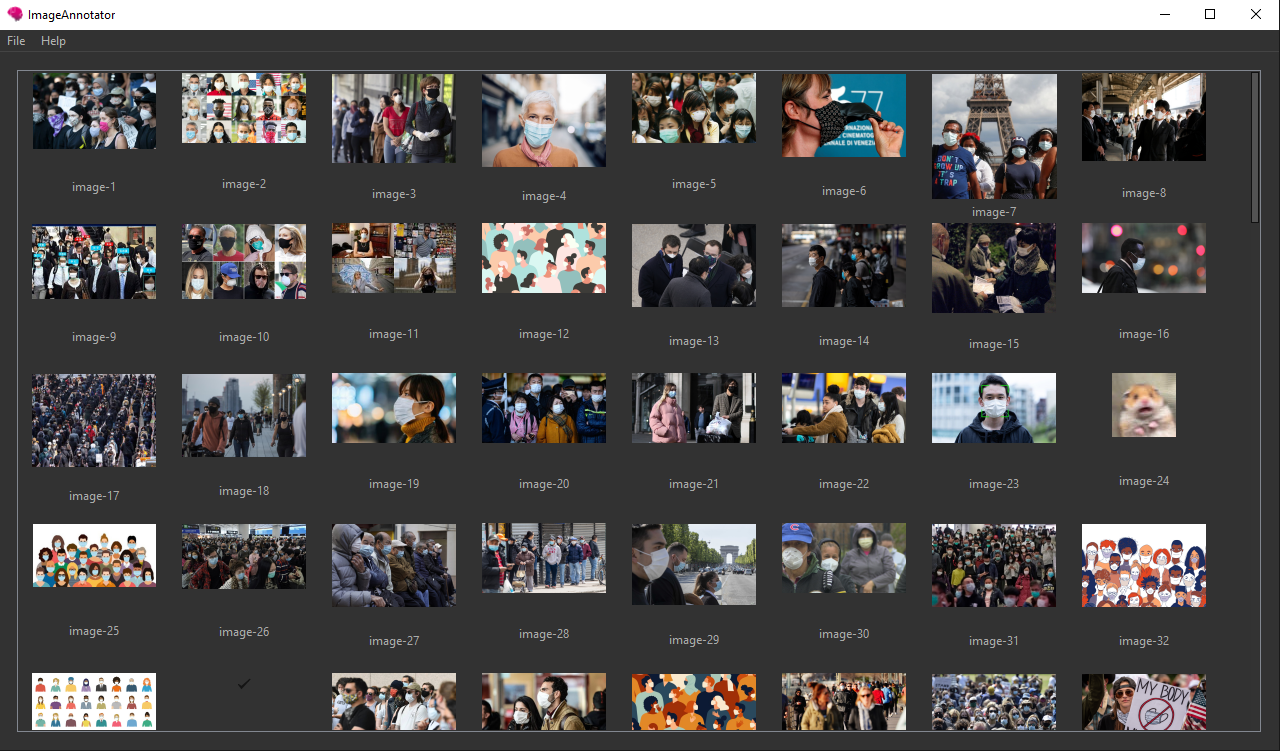 ImageAnnotator
File Help
77
DON'T
GROW UP
IT'S
A TRAP
image-1 image-2 image-3 image-4 image-5 image-6 image-7 image-8
image-9 image-10 image-11 image-12 image-13 image-14 image-15 image-16
image-17 image-18 image-19 image-20 image-21 image-22 image-23 image-24
image-25 image-26 image-27 image-28 image-29 image-30 image-31 image-32
MY BODY